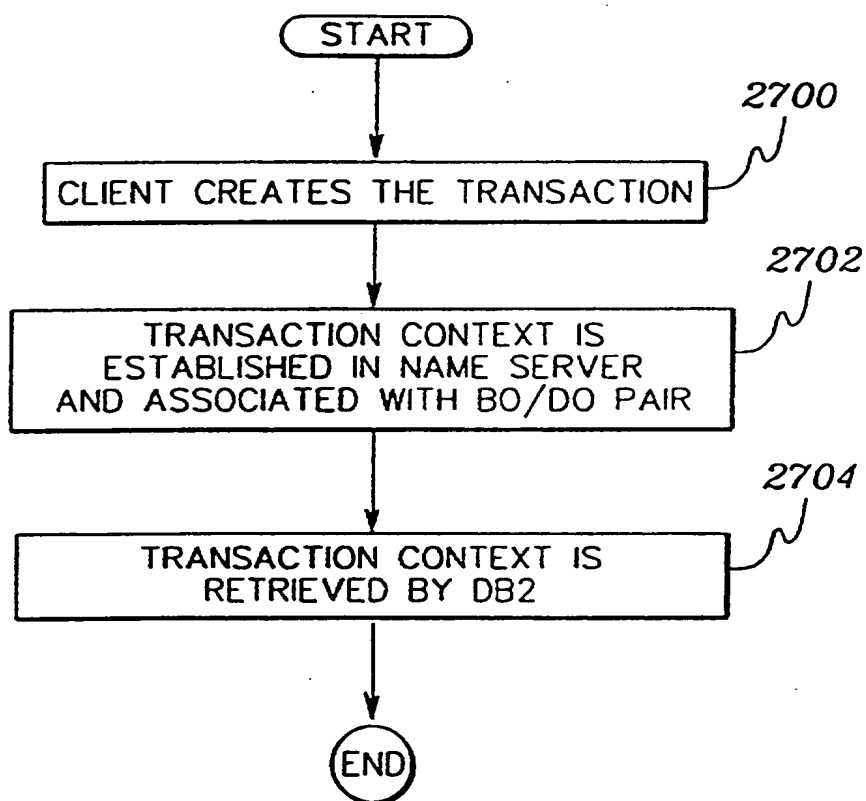 START
2700
CLIENT CREATES THE TRANSACTION
2702
TRANSACTION CONTEXT IS
ESTABLISHED IN NAME SERVER
AND ASSOCIATED WITH BO/DO PAIR
2704
TRANSACTION CONTEXT IS
RETRIEVED BY DB2
END